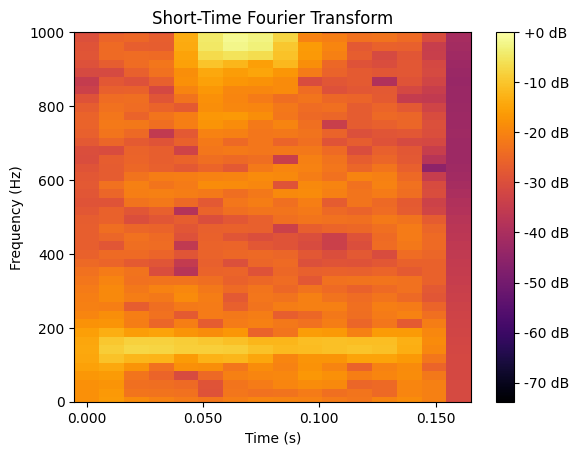 Short-Time Fourier Transform
1000
800
600
400
200
0
Frequency (Hz)
0.000
0.050
0.100
0.150
Time (s)
+0 dB
-10 dB
-20 dB
-30 dB
-40 dB
-50 dB
-60 dB
-70 dB